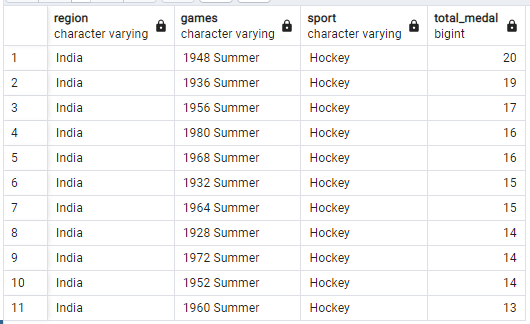 region games sport total_medal
character varying character varying character varying bigint
1 India 1948 Summer Hockey 20
2 India 1936 Summer Hockey 19
3 India 1956 Summer Hockey 17
4 India 1980 Summer Hockey 16
5 India 1968 Summer Hockey 16
6 India 1932 Summer Hockey 15
7 India 1964 Summer Hockey 15
8 India 1928 Summer Hockey 14
9 India 1972 Summer Hockey 14
10 India 1952 Summer Hockey 14
11 India 1960 Summer Hockey 13